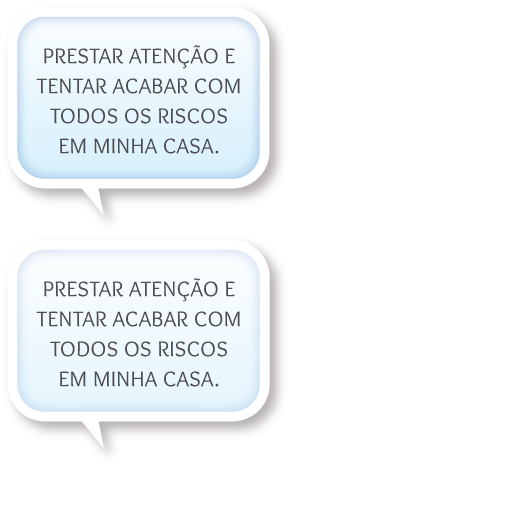 PRESTAR ATENÇÃO E
TENTAR ACABAR COM
TODOS OS RISCOS
EM MINHA CASA.
PRESTAR ATENÇÃO E
TENTAR ACABAR COM
TODOS OS RISCOS
EM MINHA CASA.